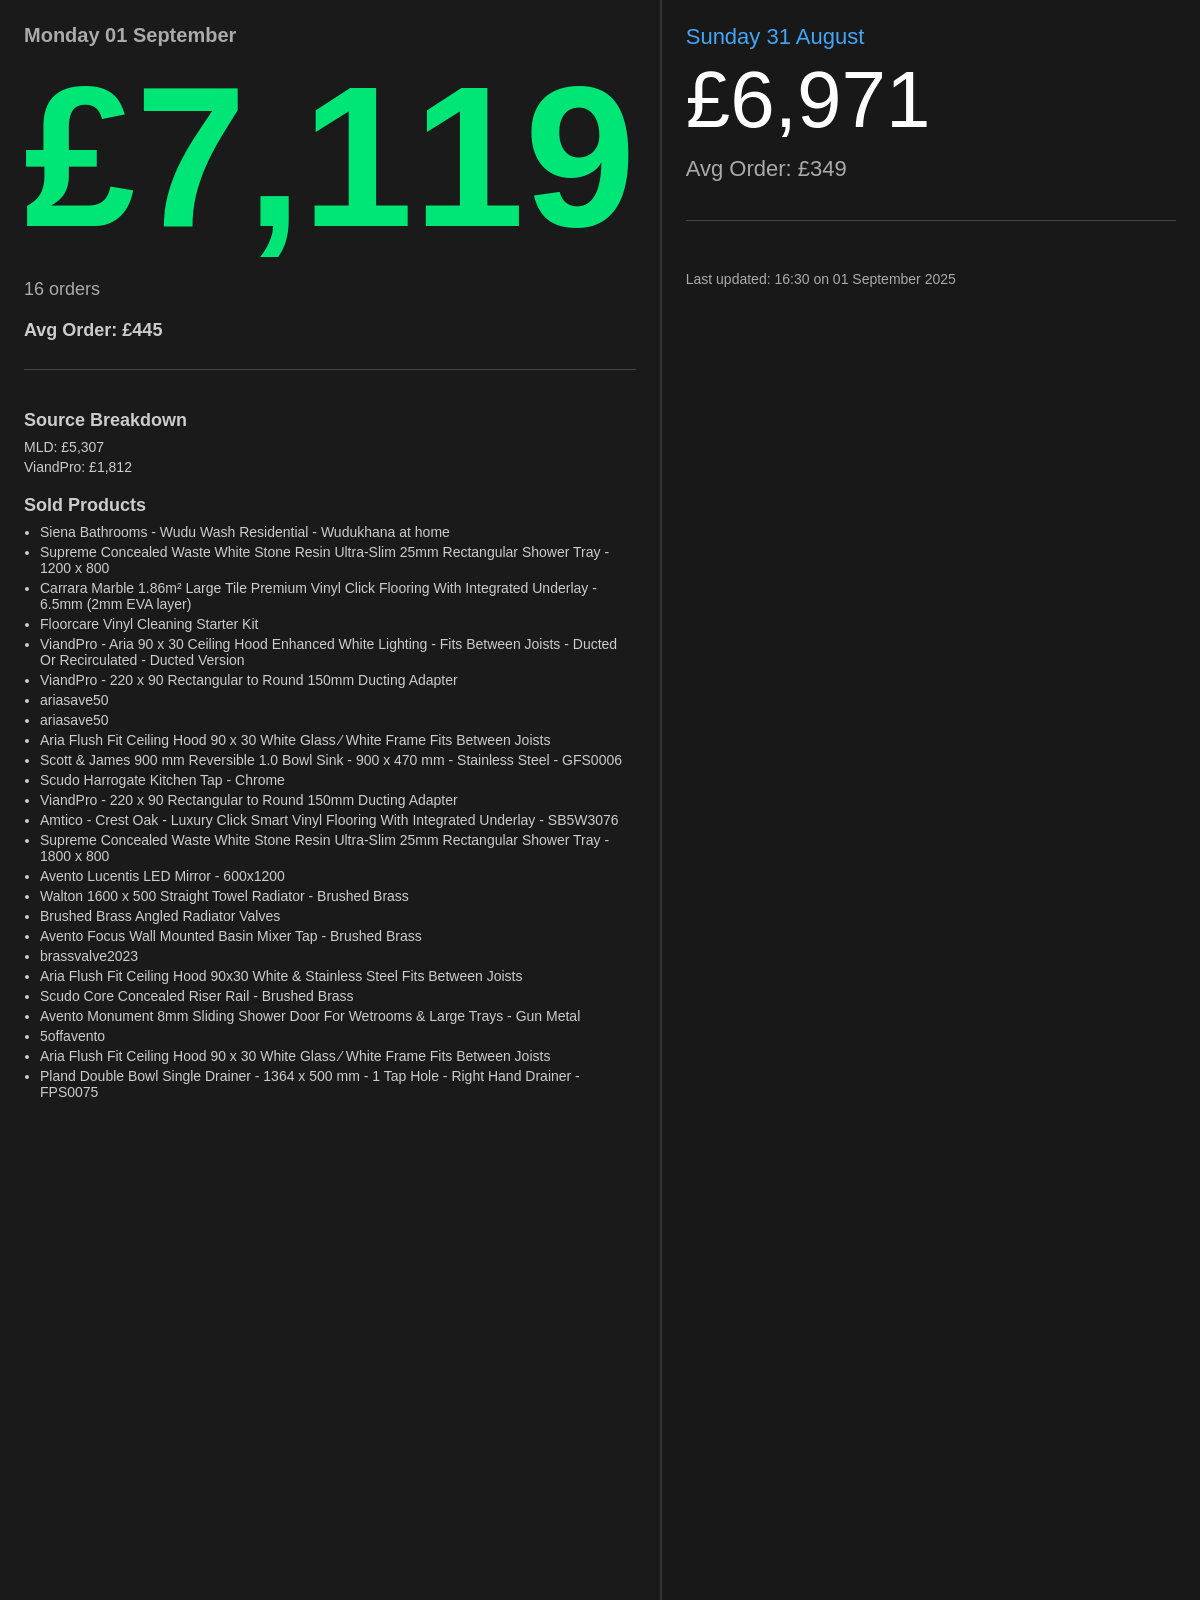 Monday 01 September
£7,119
16 orders
Avg Order: £445
Source Breakdown
MLD: £5,307
ViandPro: £1,812
Sold Products
• Siena Bathrooms - Wudu Wash Residential - Wudukhana at home
• Supreme Concealed Waste White Stone Resin Ultra-Slim 25mm Rectangular Shower Tray -
1200 x 800
• Carrara Marble 1.86m² Large Tile Premium Vinyl Click Flooring With Integrated Underlay -
6.5mm (2mm EVA layer)
• Floorcare Vinyl Cleaning Starter Kit
• ViandPro - Aria 90 x 30 Ceiling Hood Enhanced White Lighting - Fits Between Joists - Ducted
Or Recirculated - Ducted Version
• ViandPro - 220 x 90 Rectangular to Round 150mm Ducting Adapter
• ariasave50
• ariasave50
• Aria Flush Fit Ceiling Hood 90 x 30 White Glass ⁄ White Frame Fits Between Joists
• Scott & James 900 mm Reversible 1.0 Bowl Sink - 900 x 470 mm - Stainless Steel - GFS0006
• Scudo Harrogate Kitchen Tap - Chrome
• ViandPro - 220 x 90 Rectangular to Round 150mm Ducting Adapter
• Amtico - Crest Oak - Luxury Click Smart Vinyl Flooring With Integrated Underlay - SB5W3076
• Supreme Concealed Waste White Stone Resin Ultra-Slim 25mm Rectangular Shower Tray -
1800 x 800
• Avento Lucentis LED Mirror - 600x1200
• Walton 1600 x 500 Straight Towel Radiator - Brushed Brass
• Brushed Brass Angled Radiator Valves
• Avento Focus Wall Mounted Basin Mixer Tap - Brushed Brass
• brassvalve2023
• Aria Flush Fit Ceiling Hood 90x30 White & Stainless Steel Fits Between Joists
• Scudo Core Concealed Riser Rail - Brushed Brass
• Avento Monument 8mm Sliding Shower Door For Wetrooms & Large Trays - Gun Metal
• 5offavento
• Aria Flush Fit Ceiling Hood 90 x 30 White Glass ⁄ White Frame Fits Between Joists
• Pland Double Bowl Single Drainer - 1364 x 500 mm - 1 Tap Hole - Right Hand Drainer -
FPS0075
Sunday 31 August
£6,971
Avg Order: £349
Last updated: 16:30 on 01 September 2025